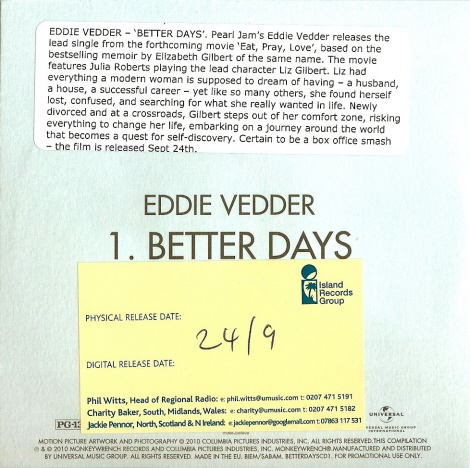 EDDIE VEDDER – 'BETTER DAYS'. Pearl Jam's Eddie Vedder releases the
lead single from the forthcoming movie 'Eat, Pray, Love', based on the
bestselling memoir by Elizabeth Gilbert of the same name. The movie
features Julia Roberts playing the lead character Liz Gilbert. Liz had
everything a modern woman is supposed to dream of having – a husband,
a house, a successful career – yet like so many others, she found herself
lost, confused, and searching for what she really wanted in life. Newly
divorced and at a crossroads, Gilbert steps out of her comfort zone, risking
everything to change her life, embarking on a journey around the world
that becomes a quest for self-discovery. Certain to be a box office smash
– the film is released Sept 24th.
EDDIE VEDDER
1. BETTER DAYS
Island
Records
Group
PHYSICAL RELEASE DATE:
24/9
DIGITAL RELEASE DATE:
Phil Witts, Head of Regional Radio: e: phil.witts@umusic.com t: 0207 471 5191
Charity Baker, South, Midlands, Wales: e: charity@umusic.com t: 0207 471 5182
Jackie Pennor, North, Scotland & N Ireland: e: jackiepennor@googlemail.com t: 07863 117 531
PG-13
UNIVERSAL
MOTION PICTURE ARTWORK AND PHOTOGRAPHY © 2010 COLUMBIA PICTURES INDUSTRIES, INC. ALL RIGHTS RESERVED.THIS COMPILATION
℗ & © 2010 MONKEYWRENCH RECORDS AND COLUMBIA PICTURES INDUSTRIES, INC. MONKEYWRENCH®. MANUFACTURED AND DISTRIBUTED
BY UNIVERSAL MUSIC GROUP. ALL RIGHTS RESERVED. MADE IN THE EU. BIEM/SABAM. BETTERDAYSCD1. FOR PROMOTIONAL USE ONLY.